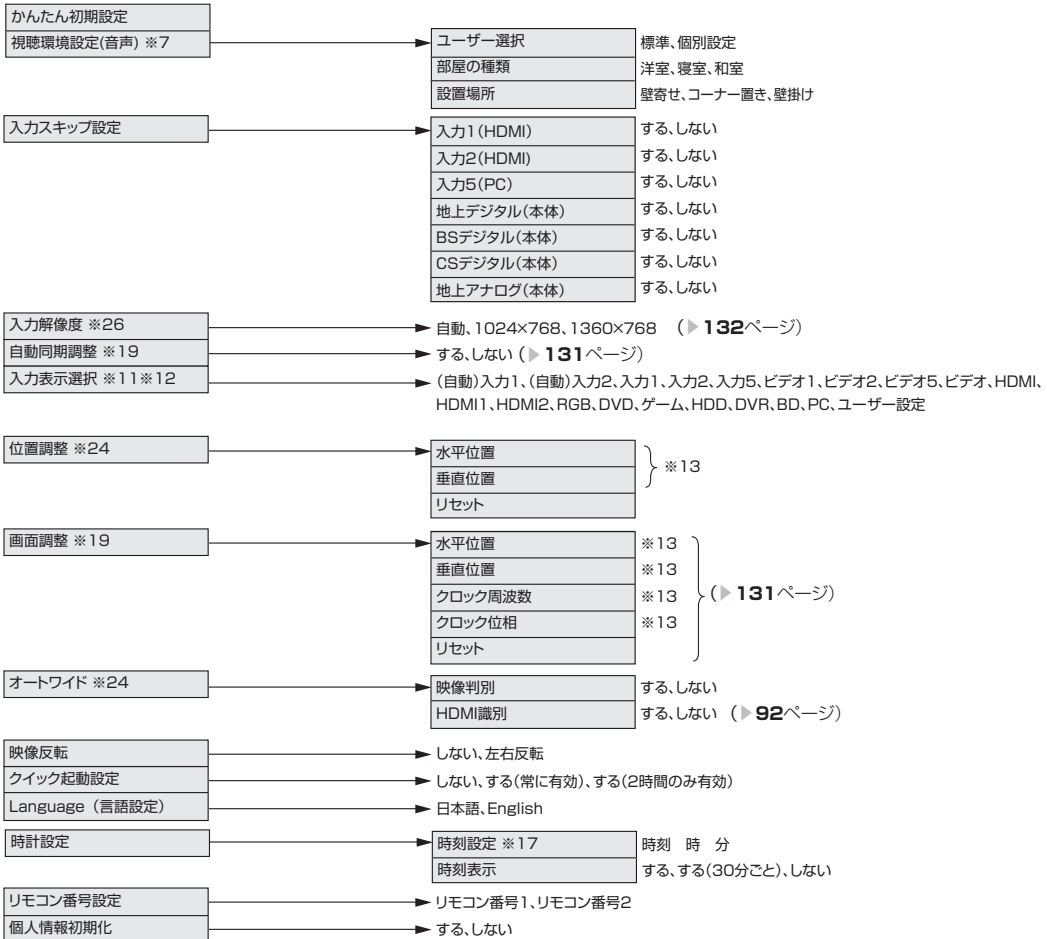 かんたん初期設定
視聴環境設定(音声) ※7
ユーザー選択 標準、個別設定
部屋の種類 洋室、寝室、和室
設置場所 壁寄せ、コーナー置き、壁掛け
入力スキップ設定
入力1(HDMI) する、しない
入力2(HDMI) する、しない
入力5(PC) する、しない
地上デジタル(本体) する、しない
BSデジタル(本体) する、しない
CSデジタル(本体) する、しない
地上アナログ(本体) する、しない
入力解像度 ※26 自動、1024×768、1360×768 (▶132ページ)
自動同期調整 ※19 する、しない (▶131ページ)
入力表示選択 ※11※12 (自動)入力1、(自動)入力2、入力1、入力2、入力5、ビデオ1、ビデオ2、ビデオ5、ビデオ、HDMI、
HDMI1、HDMI2、RGB、DVD、ゲーム、HDD、DVR、BD、PC、ユーザー設定
位置調整 ※24
水平位置
垂直位置
※13
リセット
画面調整 ※19
水平位置 ※13
垂直位置 ※13
クロック周波数 ※13
(▶131ページ)
クロック位相 ※13
リセット
オートワイド ※24
映像判別 する、しない
HDMI識別 する、しない (▶92ページ)
映像反転 しない、左右反転
クイック起動設定 しない、する(常に有効)、する(2時間のみ有効)
Language (言語設定) 日本語、English
時計設定
時刻設定 ※17 時刻 時 分
時刻表示 する、する(30分ごと)、しない
リモコン番号設定 リモコン番号1、リモコン番号2
個人情報初期化 する、しない